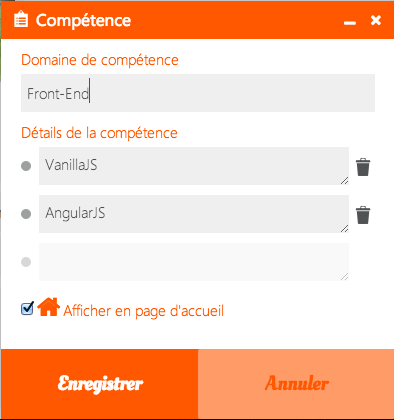 Compétence
Domaine de compétence
Front-End
Détails de la compétence
VanillaJS
AngularJS
Afficher en page d'accueil
Enregistrer
Annuler